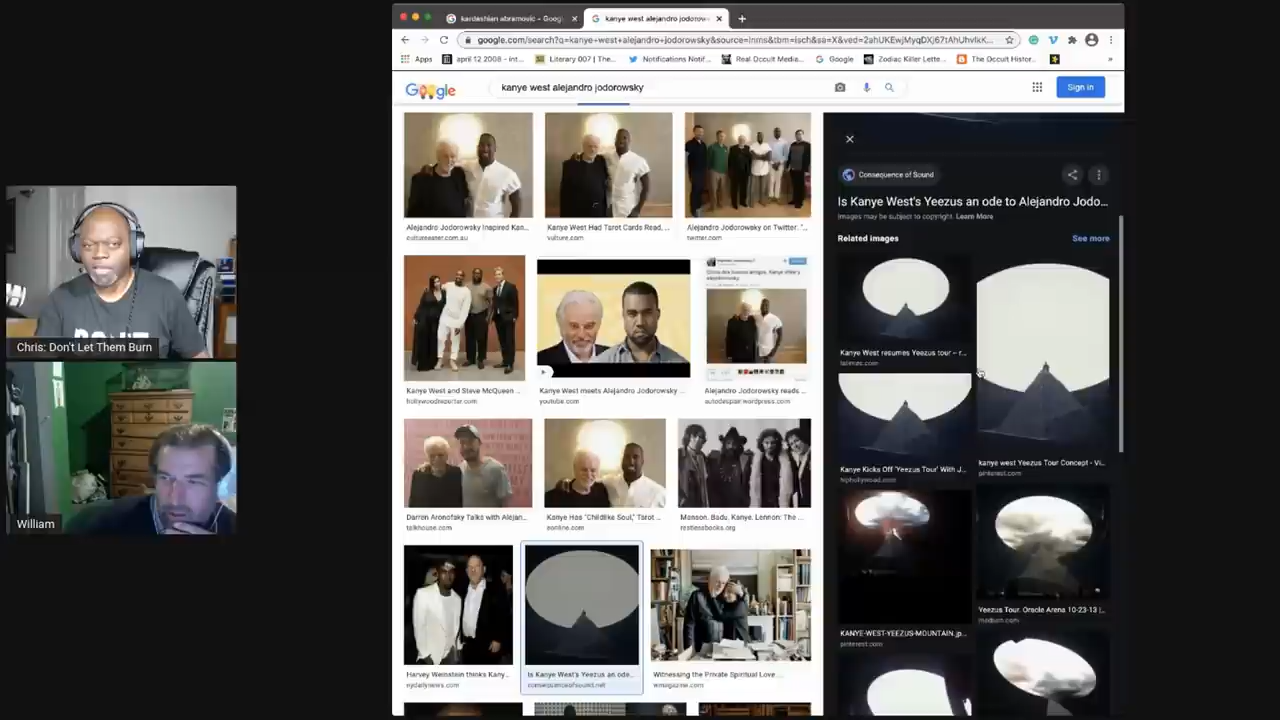 kardashian abramovic - Googl
kanye west alejandro jodorows
google.com/search?q=kanye+west+alejandro+jodorowsky&source=lnms&tbm=isch&sa=X&ved=
Apps
april 12 2008 - int...
Literary 007 | The...
Notifications Notif...
Real Occult Media...
Google
Zodiac Killer Lette...
The Occult Histor...
»
Google
kanye west alejandro jodorowsky
Sign in
Alejandro Jodorowsky Inspired Kan...
cultureeater.com.au
Kanye West Had Tarot Cards Read, ...
vulture.com
Alejandro Jodorowsky on Twitter: "...
twitter.com
Kanye West and Steve McQueen ...
hollywoodreporter.com
Kanye West meets Alejandro Jodorowsky ...
youtube.com
Alejandro Jodorowsky reads ...
autodespair.wordpress.com
Darren Aronofsky Talks with Alejan...
talkhouse.com
Kanye Has "Childlike Soul," Tarot ...
eonline.com
Manson. Badu. Kanye. Lennon: The ...
restlessbooks.org
Harvey Weinstein thinks Kany...
nydailynews.com
Is Kanye West's Yeezus an ode...
consequenceofsound.net
Witnessing the Private Spiritual Love ...
wmagazine.com
Consequence of Sound
Is Kanye West's Yeezus an ode to Alejandro Jodo...
Images may be subject to copyright. Learn More
Related images
See more
Kanye West resumes Yeezus tour – r...
latimes.com
Kanye Kicks Off 'Yeezus Tour' With J...
hiphollywood.com
kanye west Yeezus Tour Concept - Vi...
pinterest.com
KANYE-WEST-YEEZUS-MOUNTAIN.jp...
pinterest.com
Yeezus Tour. Oracle Arena 10-23-13 |...
medium.com
Chris: Don't Let Them Burn
William